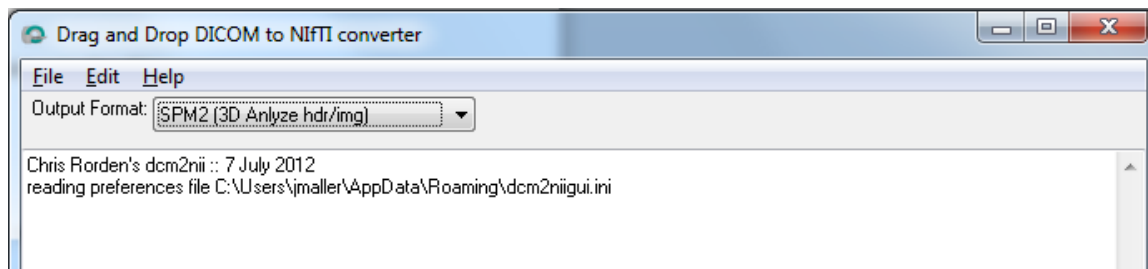 Drag and Drop DICOM to NIfTI converter
File Edit Help
Output Format: SPM2 (3D Anlyze hdr/img)
Chris Rorden's dcm2nii :: 7 July 2012
reading preferences file C:\Users\jmaller\AppData\Roaming\dcm2niigui.ini